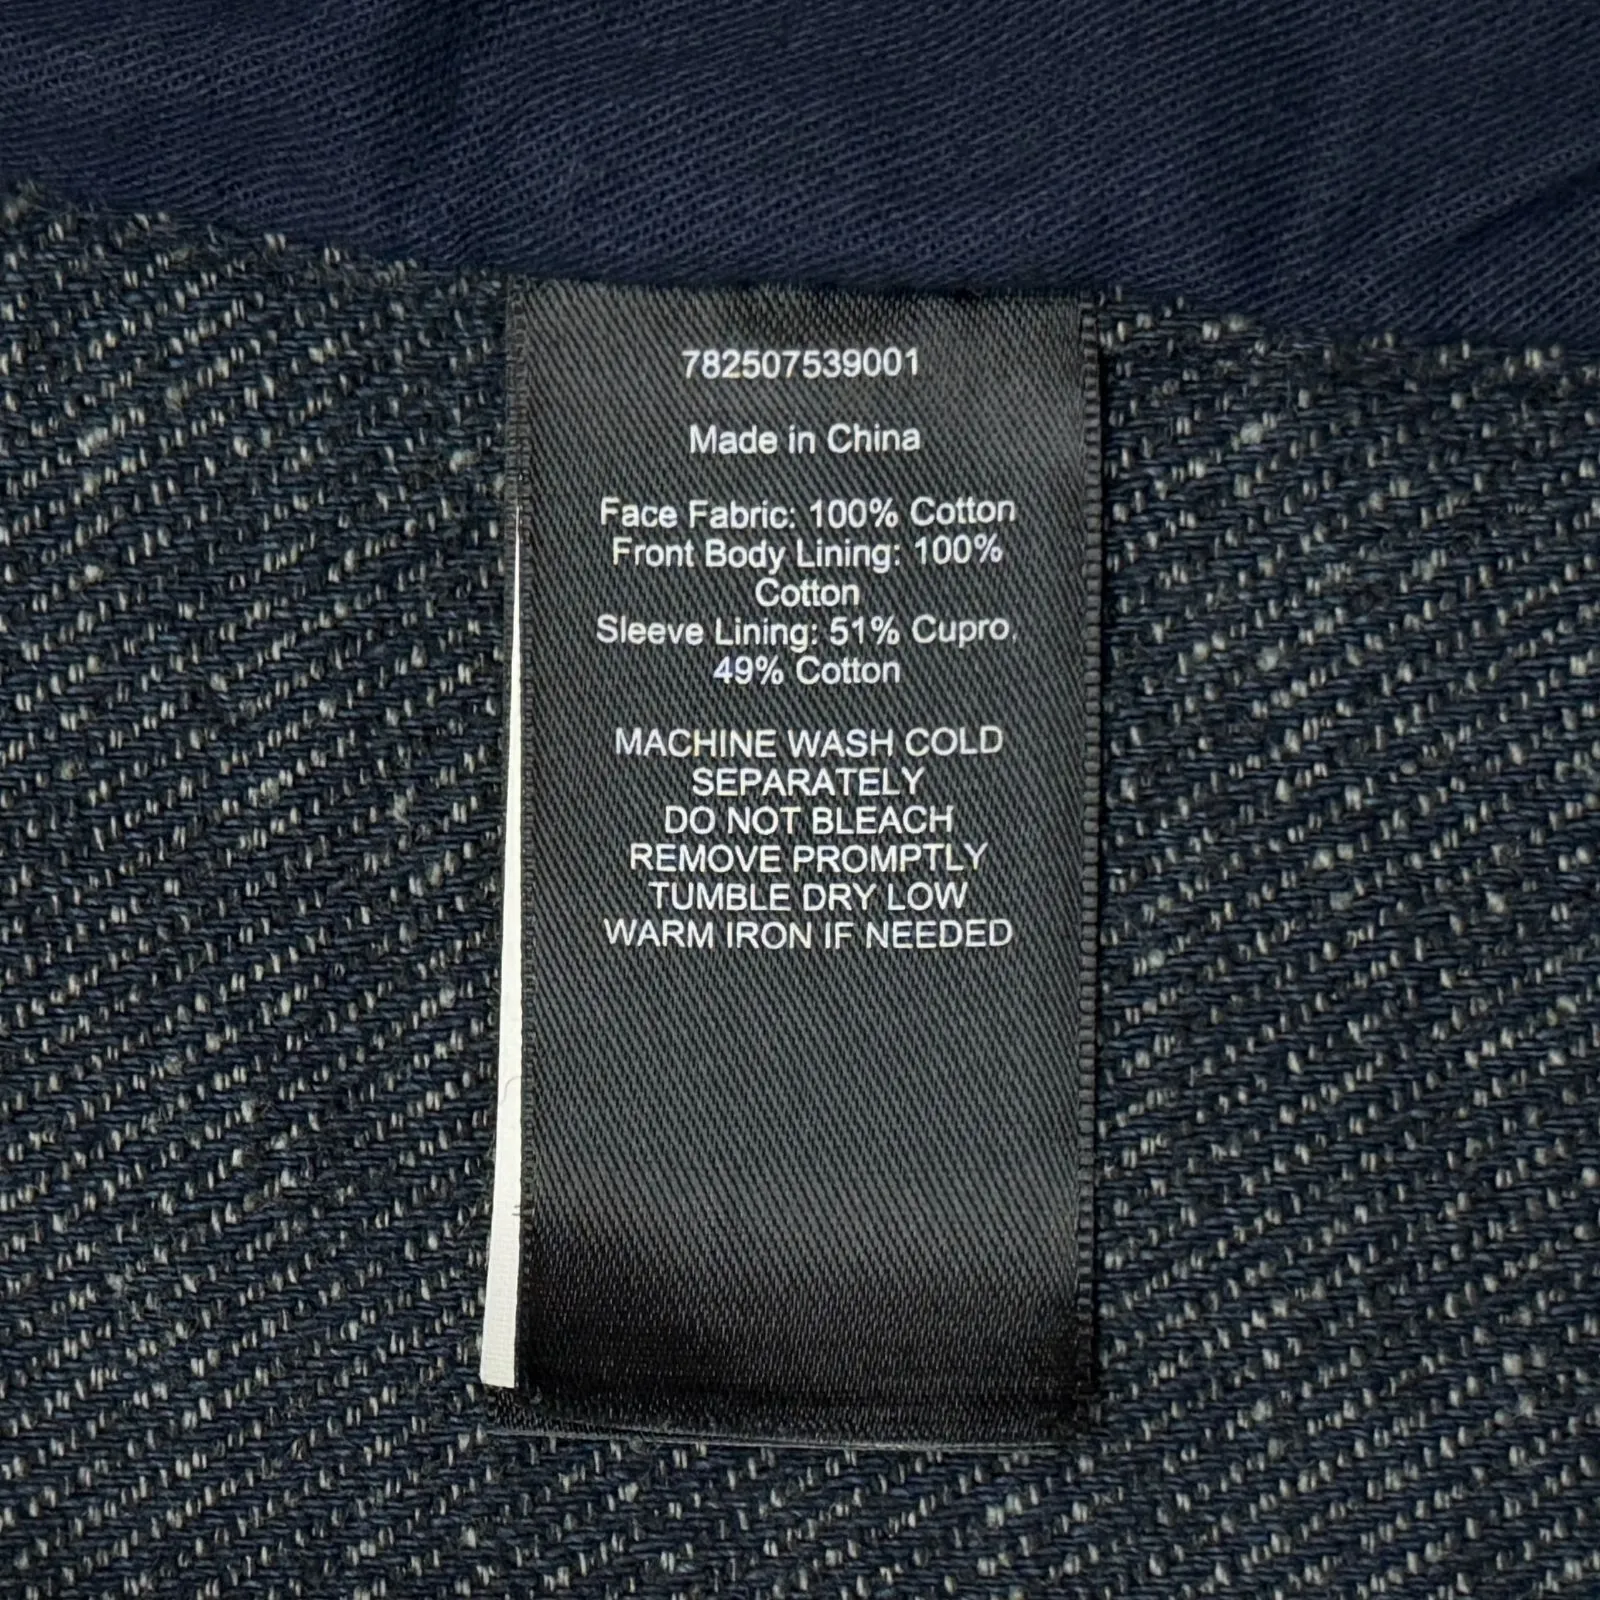 782507539001
Made in China
Face Fabric: 100% Cotton
Front Body Lining: 100%
Cotton
Sleeve Lining: 51% Cupro,
49% Cotton
MACHINE WASH COLD
SEPARATELY
DO NOT BLEACH
REMOVE PROMPTLY
TUMBLE DRY LOW
WARM IRON IF NEEDED